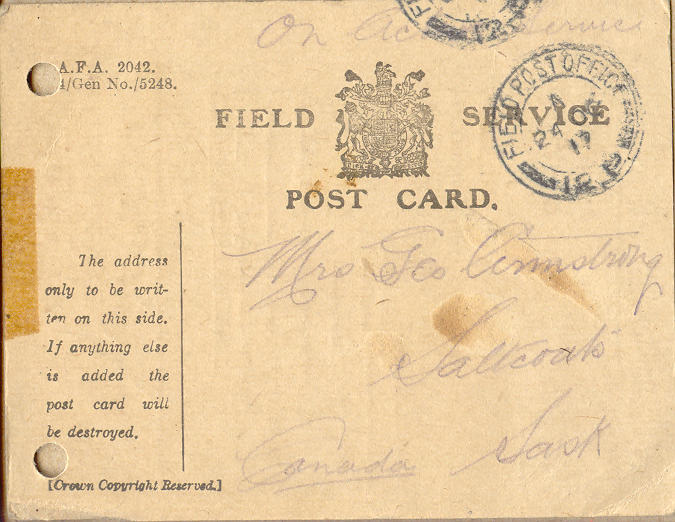 On Active Service
A.F.A. 2042.
/Gen No./5248.
FIELD SERVICE
POST CARD.
FIELD POST OFFICE
24
17
The address
only to be writ-
ten on this side.
If anything else
is added the
post card will
be destroyed.
[Crown Copyright Reserved.]
Mrs Geo Armstrong
Saltcoats
Sask
Canada